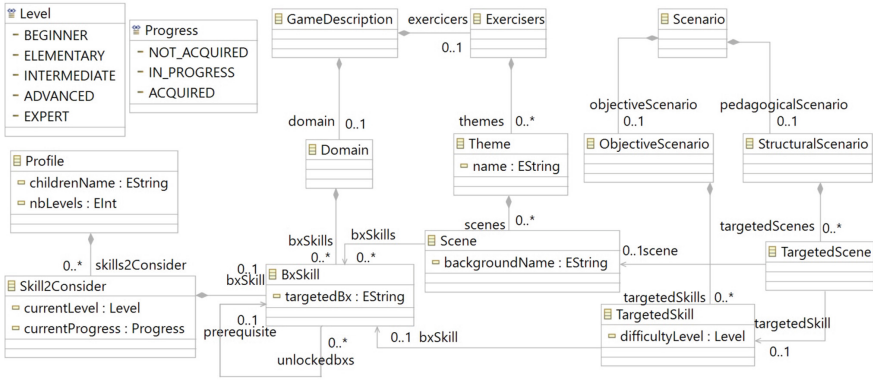 Level
BEGINNER
ELEMENTARY
INTERMEDIATE
ADVANCED
EXPERT
Progress
NOT_ACQUIRED
IN_PROGRESS
ACQUIRED
GameDescription
exercicers
0..1
Exercisers
Scenario
domain
0..1
themes
0..*
objectiveScenario
0..1
pedagogicalScenario
0..1
Domain
Theme
name : EString
ObjectiveScenario
StructuralScenario
Profile
childrenName : EString
nbLevels : EInt
bxSkills
0..*
bxSkills
0..*
scenes
0..*
targetedScenes
0..*
Scene
backgroundName : EString
0..1scene
TargetedScene
0..*
skills2Consider
Skill2Consider
currentLevel : Level
currentProgress : Progress
0..1
bxSkill
BxSkill
targetedBx : EString
0..1
prerequisite
0..*
unlockedbxs
0..1
bxSkill
targetedSkills
0..*
TargetedSkill
difficultyLevel : Level
targetedSkill
0..1